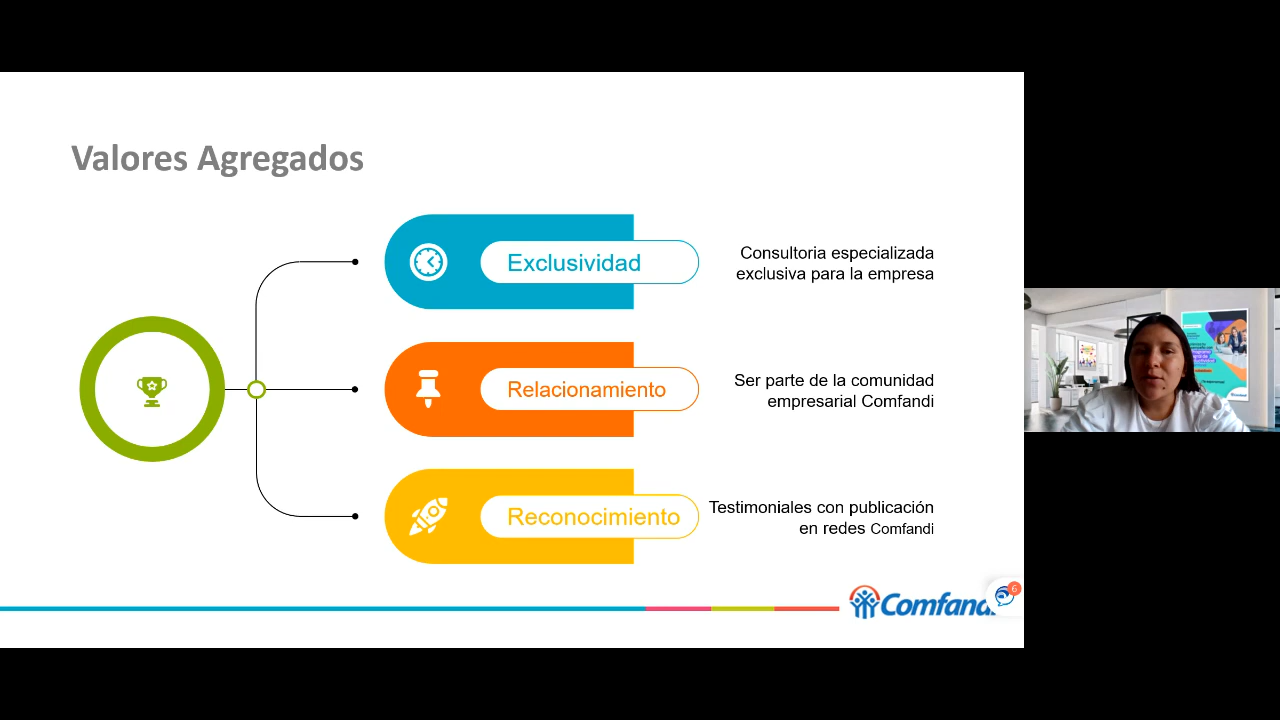 Valores Agregados
Exclusividad
Consultoria especializada
exclusiva para la empresa
Relacionamiento
Ser parte de la comunidad
empresarial Comfandi
Reconocimiento
Testimoniales con publicación
en redes Comfandi
Comfandi
6